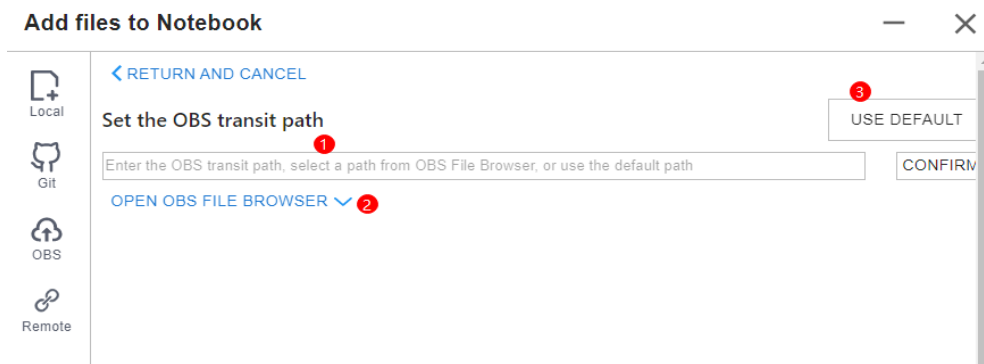 Add files to Notebook
Local
Git
OBS
Remote
RETURN AND CANCEL
3
Set the OBS transit path
USE DEFAULT
1
Enter the OBS transit path, select a path from OBS File Browser, or use the default path
CONFIRM
OPEN OBS FILE BROWSER
2